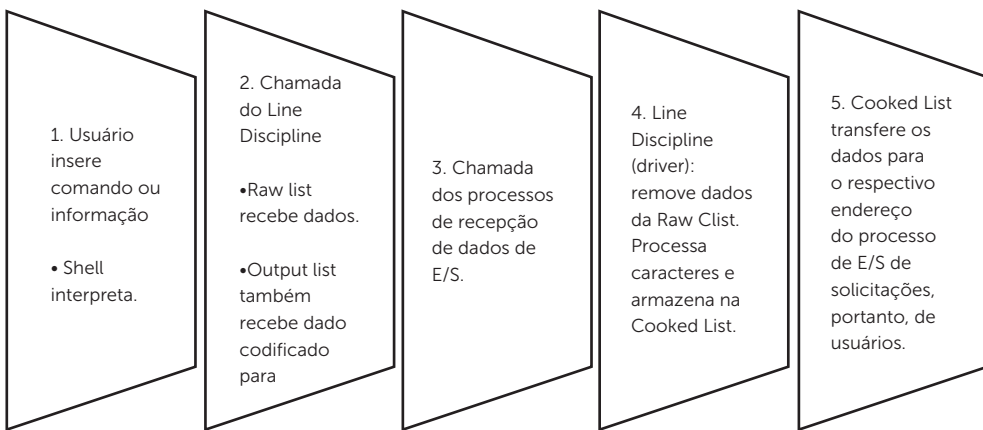 1. Usuário
insere
comando ou
informação
• Shell
interpreta.
2. Chamada
do Line
Discipline
•Raw list
recebe dados.
•Output list
também
recebe dado
codificado
para
3. Chamada
dos processos
de recepção
de dados de
E/S.
4. Line
Discipline
(driver):
remove dados
da Raw Clist.
Processa
caracteres e
armazena na
Cooked List.
5. Cooked List
transfere os
dados para
o respectivo
endereço
do processo
de E/S de
solicitações,
portanto, de
usuários.